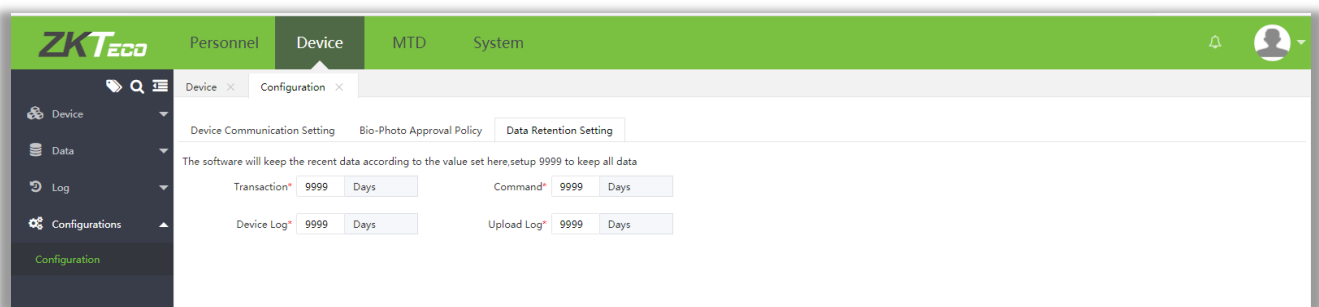 ZKTECO Personnel Device MTD System
Device Configuration
Device
Device Communication Setting Bio-Photo Approval Policy Data Retention Setting
Data
The software will keep the recent data according to the value set here,setup 9999 to keep all data
Transaction* 9999 Days Command* 9999 Days
Log
Configurations
Device Log* 9999 Days Upload Log* 9999 Days
Configuration